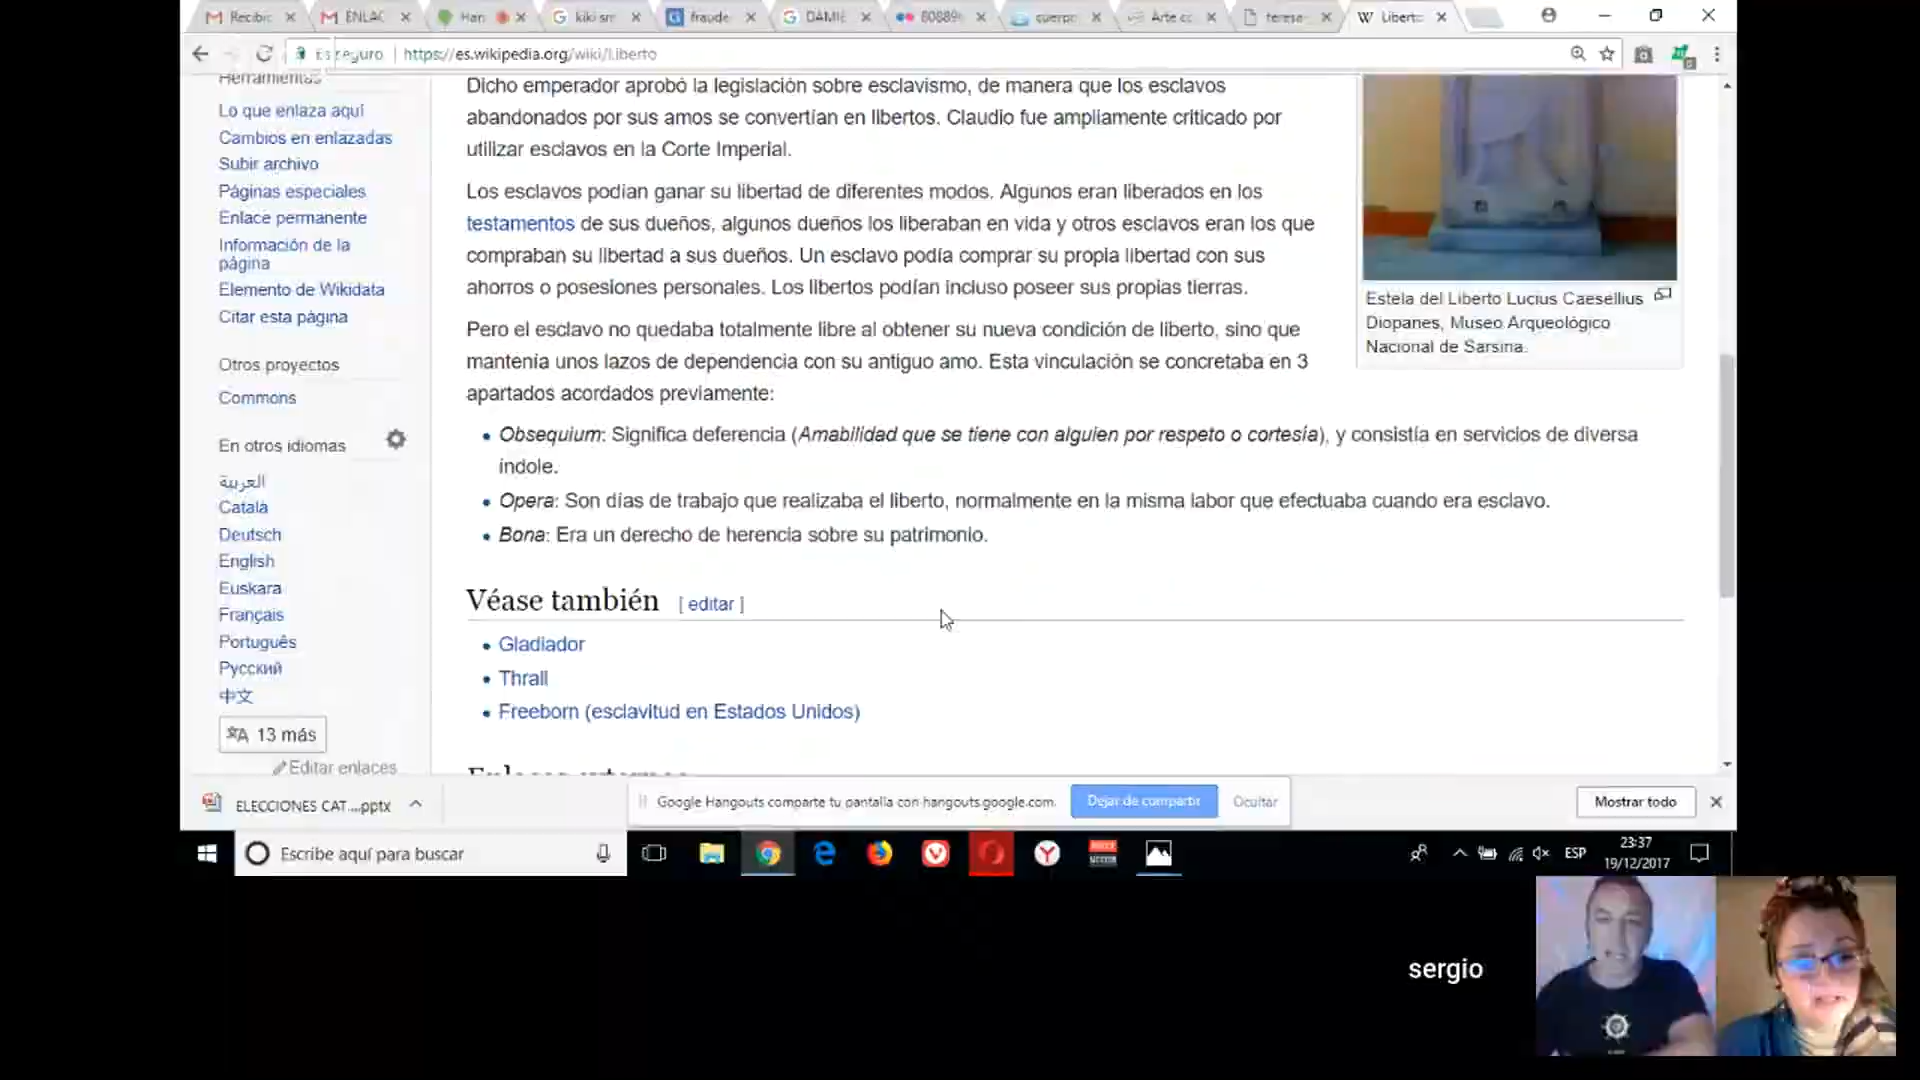 Recibic
ENLAC
Han
kiki sm
fraude
DAMIE
80889
cuerpo
Arte co
teresa
Liberto
Es seguro
https://es.wikipedia.org/wiki/Liberto
Herramientas
Lo que enlaza aquí
Cambios en enlazadas
Subir archivo
Páginas especiales
Enlace permanente
Información de la
página
Elemento de Wikidata
Citar esta página
Otros proyectos
Commons
En otros idiomas
العربية
Català
Deutsch
English
Euskara
Français
Português
Русский
中文
13 más
Editar enlaces
Dicho emperador aprobó la legislación sobre esclavismo, de manera que los esclavos
abandonados por sus amos se convertían en libertos. Claudio fue ampliamente criticado por
utilizar esclavos en la Corte Imperial.
Los esclavos podían ganar su libertad de diferentes modos. Algunos eran liberados en los
testamentos de sus dueños, algunos dueños los liberaban en vida y otros esclavos eran los que
compraban su libertad a sus dueños. Un esclavo podía comprar su propia libertad con sus
ahorros o posesiones personales. Los libertos podían incluso poseer sus propias tierras.
Pero el esclavo no quedaba totalmente libre al obtener su nueva condición de liberto, sino que
mantenía unos lazos de dependencia con su antiguo amo. Esta vinculación se concretaba en 3
apartados acordados previamente:
Obsequium: Significa deferencia (Amabilidad que se tiene con alguien por respeto o cortesía), y consistía en servicios de diversa
índole.
Opera: Son días de trabajo que realizaba el liberto, normalmente en la misma labor que efectuaba cuando era esclavo.
Bona: Era un derecho de herencia sobre su patrimonio.
Véase también [ editar ]
Gladiador
Thrall
Freeborn (esclavitud en Estados Unidos)
Estela del Liberto Lucius Caesellius
Diopanes, Museo Arqueológico
Nacional de Sarsina.
ELECCIONES CAT....pptx
Google Hangouts comparte tu pantalla con hangouts.google.com.
Dejar de compartir
Ocultar
Mostrar todo
Escribe aquí para buscar
ESP
23:37
19/12/2017
sergio